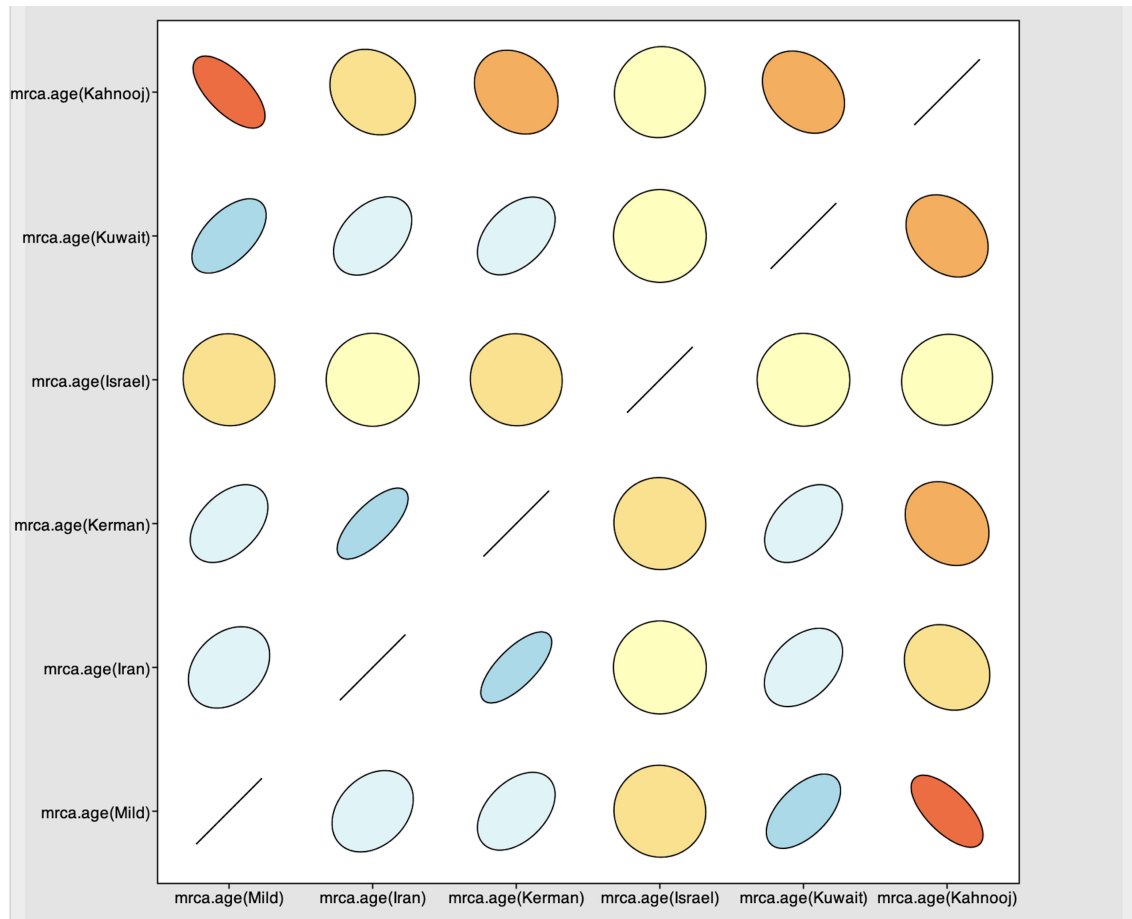 mrca.age(Kahnooj)
mrca.age(Kuwait)
mrca.age(Israel)
mrca.age(Kerman)
mrca.age(Iran)
mrca.age(Mild)
mrca.age(Mild) mrca.age(Iran) mrca.age(Kerman) mrca.age(Israel) mrca.age(Kuwait) mrca.age(Kahnooj)